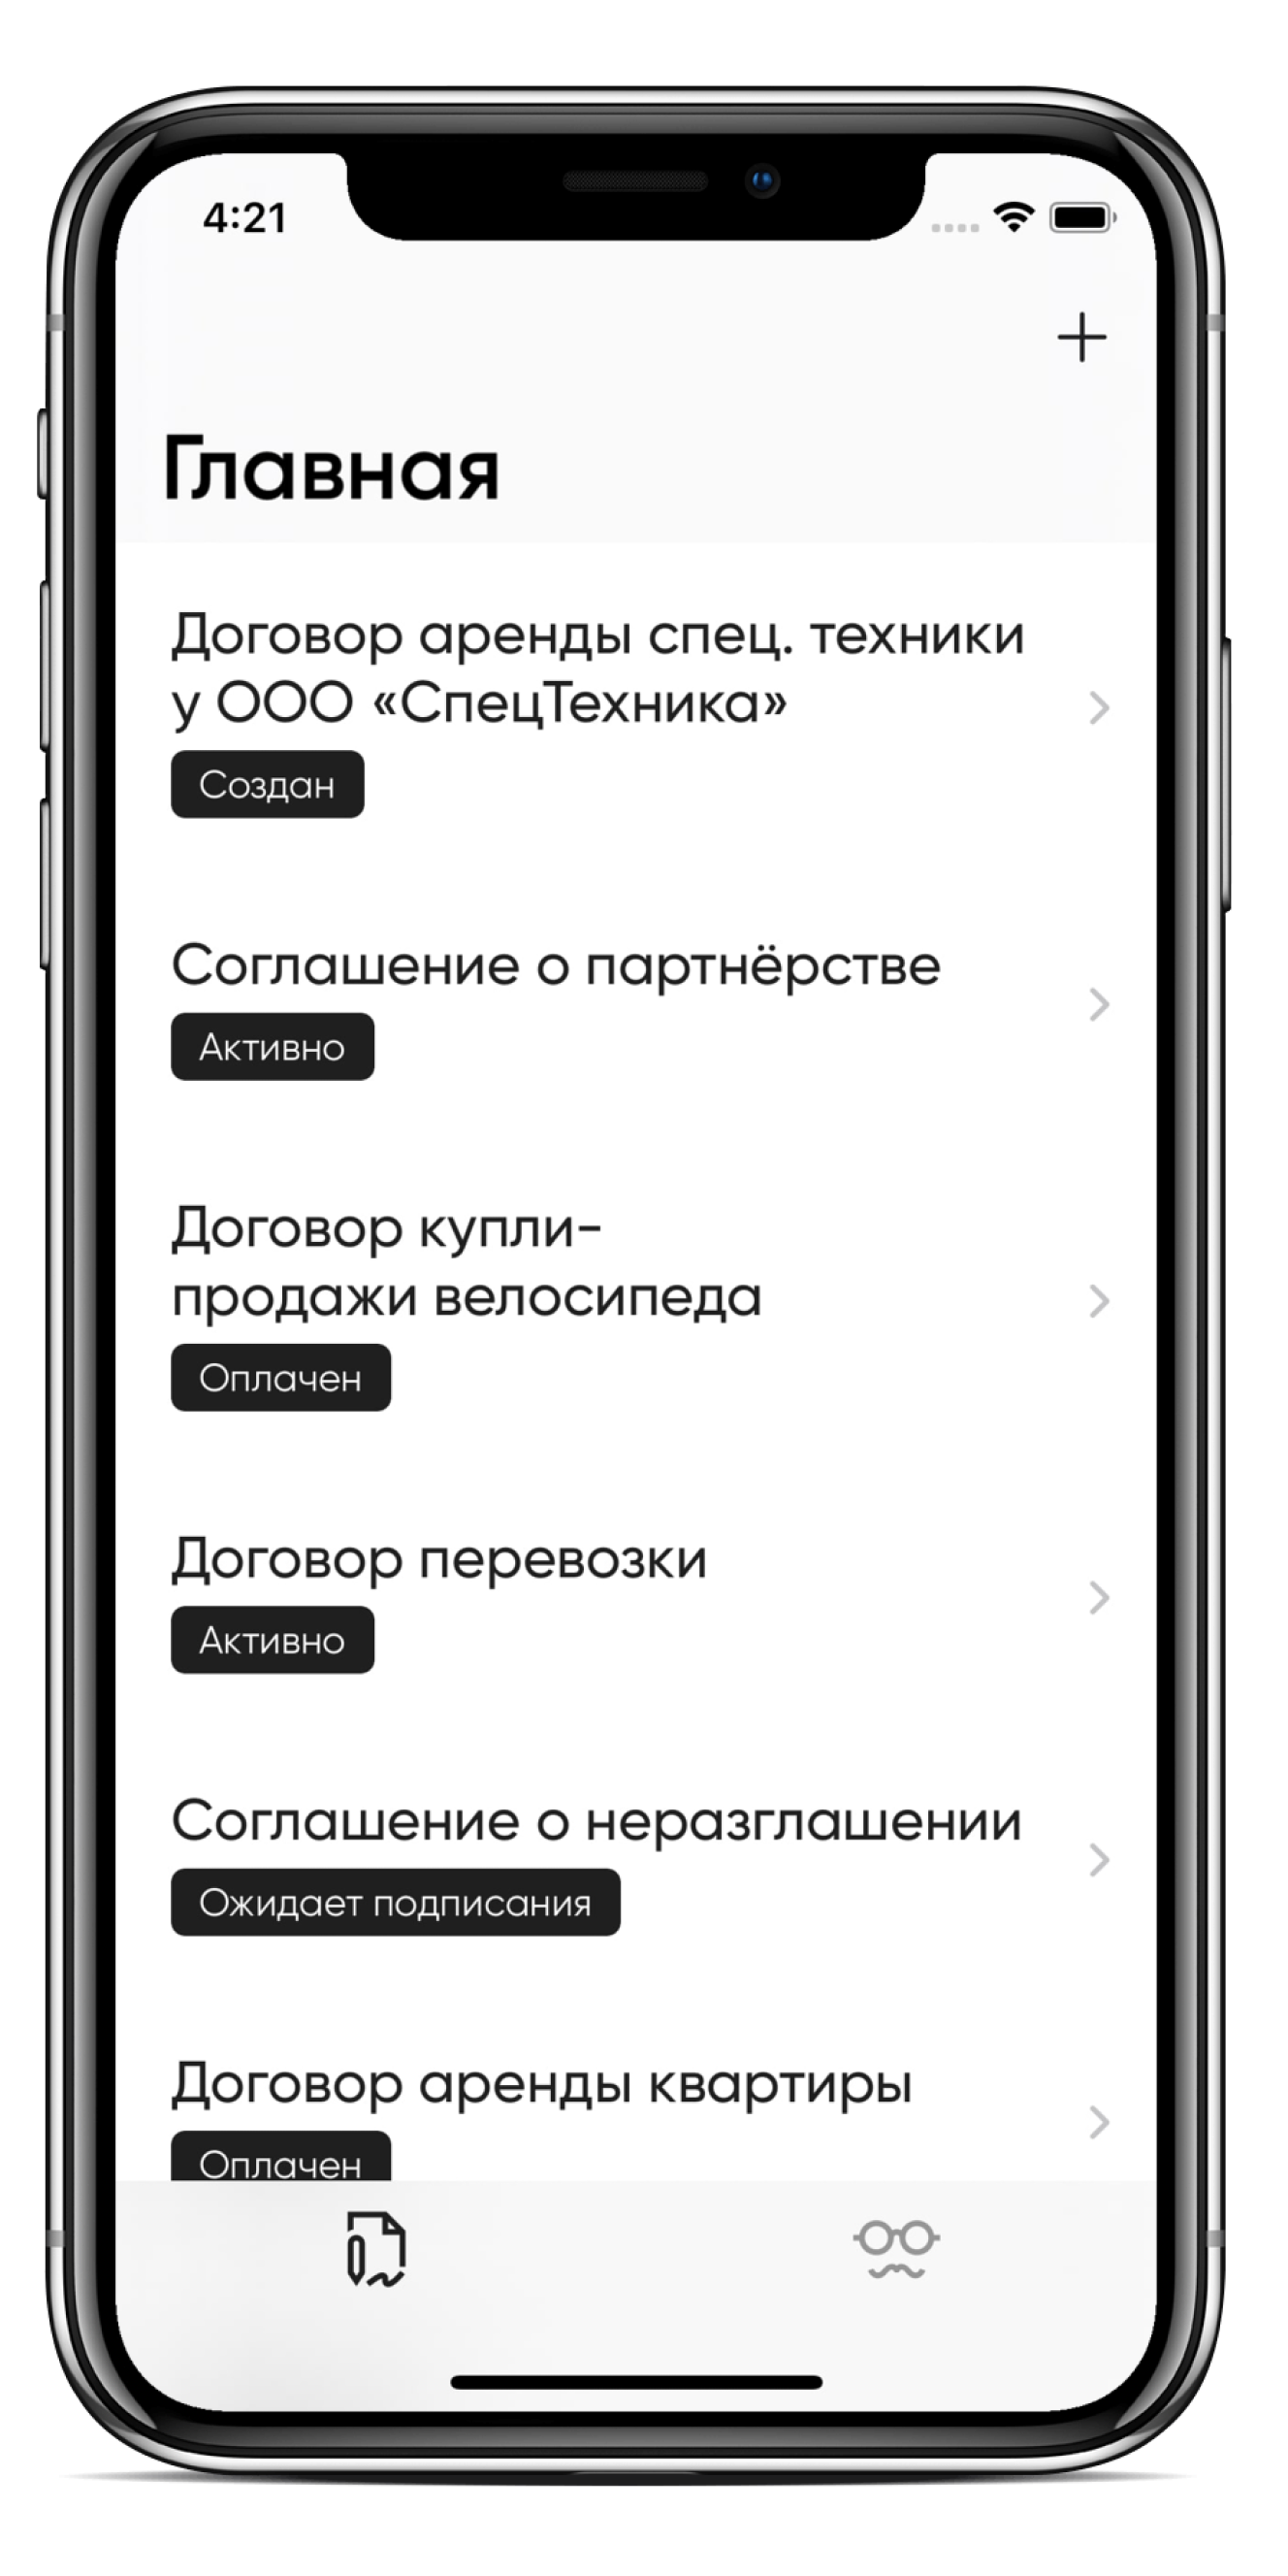 4:21
Главная
Договор аренды спец. техники
у ООО «СпецТехника»
Создан
Соглашение о партнёрстве
Активно
Договор купли-
продажи велосипеда
Оплачен
Договор перевозки
Активно
Соглашение о неразглашении
Ожидает подписания
Договор аренды квартиры
Оплачен